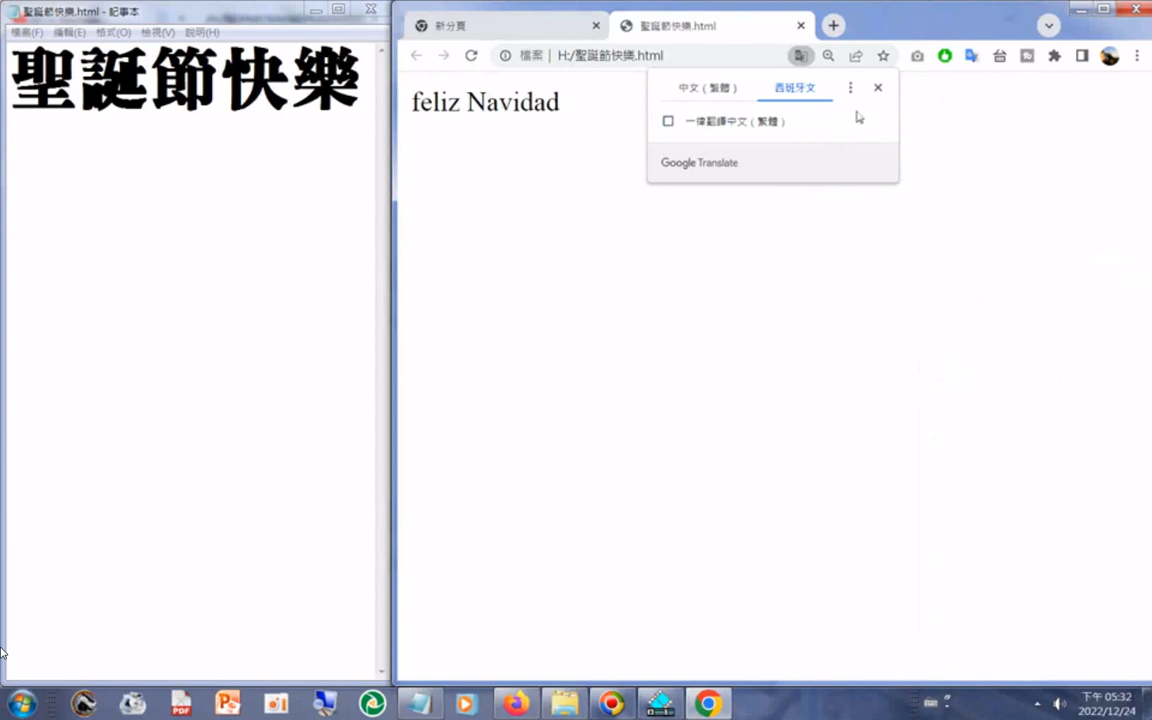 聖誕節快樂.html - 記事本
檔案(F) 編輯(E) 格式(O) 檢視(V) 說明(H)
聖誕節快樂
新分頁
聖誕節快樂.html
檔案 | H:/聖誕節快樂.html
feliz Navidad
中文 (繁體)
西班牙文
一律翻譯中文 (繁體)
Google Translate
下午 05:32
2022/12/24